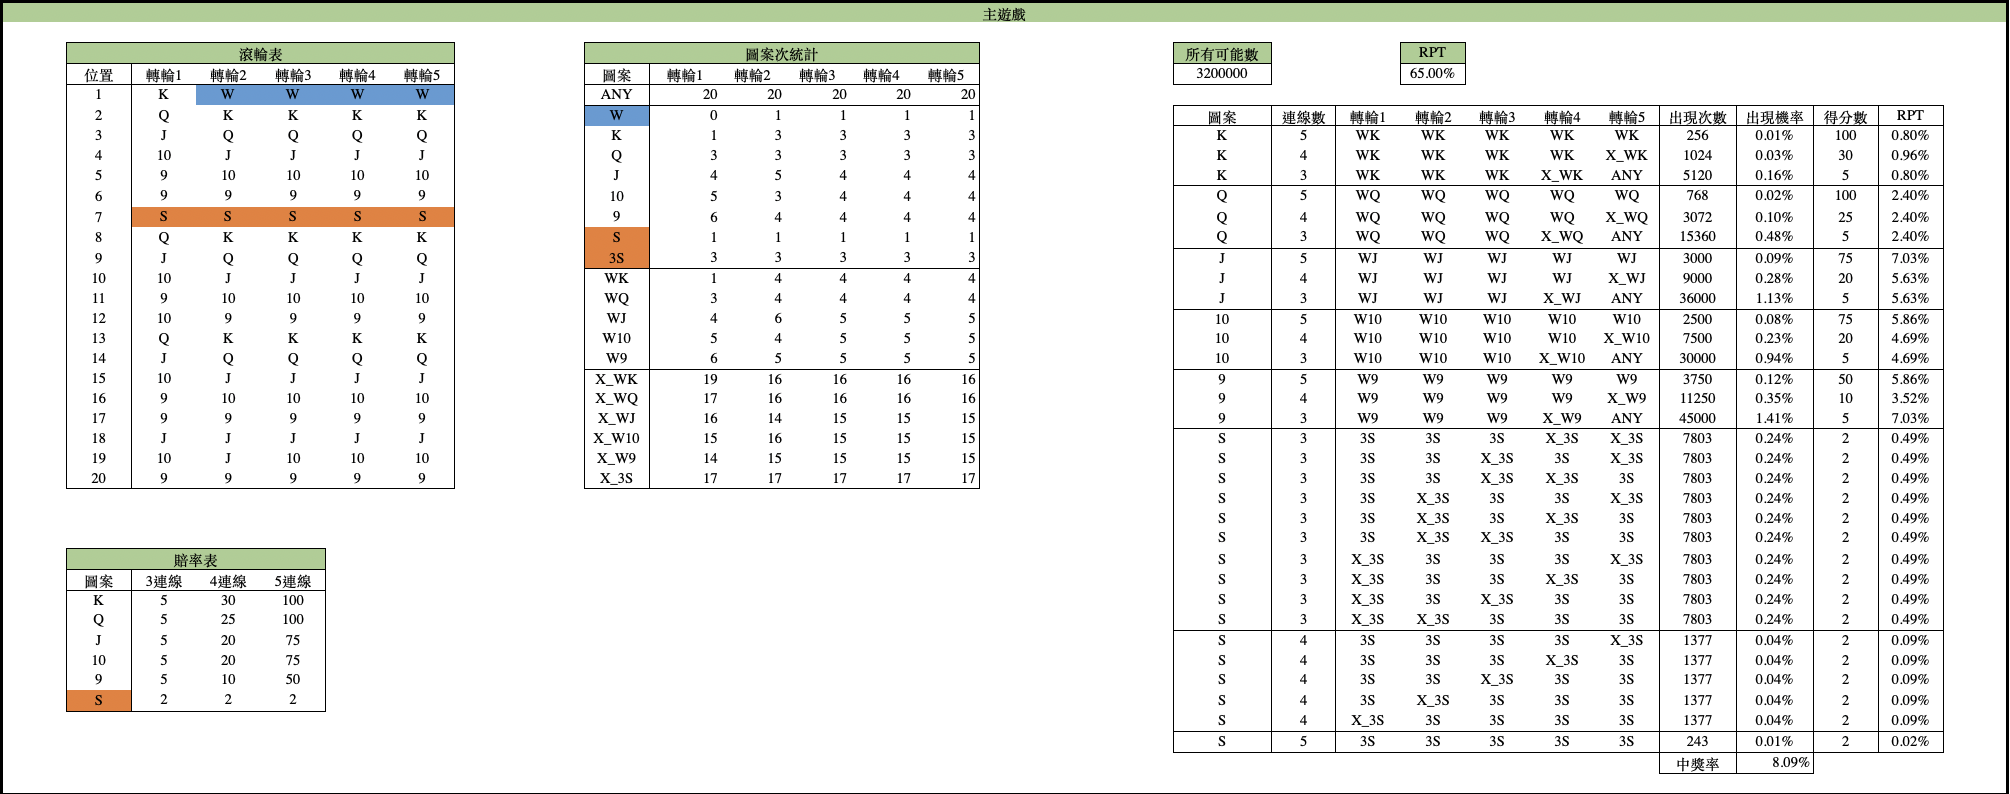 主遊戲
滾輪表
位置 轉輪1 轉輪2 轉輪3 轉輪4 轉輪5
1 K W W W W
2 Q K K K K
3 J Q Q Q Q
4 10 J J J J
5 9 10 10 10 10
6 9 9 9 9 9
7 S S S S S
8 Q K K K K
9 J Q Q Q Q
10 10 J J J J
11 9 10 10 10 10
12 10 9 9 9 9
13 Q K K K K
14 J Q Q Q Q
15 10 J J J J
16 9 10 10 10 10
17 9 9 9 9 9
18 J J J J J
19 10 J 10 10 10
20 9 9 9 9 9
賠率表
圖案 3連線 4連線 5連線
K 5 30 100
Q 5 25 100
J 5 20 75
10 5 20 75
9 5 10 50
S 2 2 2
圖案次統計
圖案 轉輪1 轉輪2 轉輪3 轉輪4 轉輪5
ANY 20 20 20 20 20
W 0 1 1 1 1
K 1 3 3 3 3
Q 3 3 3 3 3
J 4 5 4 4 4
10 5 3 4 4 4
9 6 4 4 4 4
S 1 1 1 1 1
3S 3 3 3 3 3
WK 1 4 4 4 4
WQ 3 4 4 4 4
WJ 4 6 5 5 5
W10 5 4 5 5 5
W9 6 5 5 5 5
X_WK 19 16 16 16 16
X_WQ 17 16 16 16 16
X_WJ 16 14 15 15 15
X_W10 15 16 15 15 15
X_W9 14 15 15 15 15
X_3S 17 17 17 17 17
所有可能數
3200000
RPT
65.00%
圖案 連線數 轉輪1 轉輪2 轉輪3 轉輪4 轉輪5 出現次數 出現機率 得分數 RPT
K 5 WK WK WK WK WK 256 0.01% 100 0.80%
K 4 WK WK WK WK X_WK 1024 0.03% 30 0.96%
K 3 WK WK WK X_WK ANY 5120 0.16% 5 0.80%
Q 5 WQ WQ WQ WQ WQ 768 0.02% 100 2.40%
Q 4 WQ WQ WQ WQ X_WQ 3072 0.10% 25 2.40%
Q 3 WQ WQ WQ X_WQ ANY 15360 0.48% 5 2.40%
J 5 WJ WJ WJ WJ WJ 3000 0.09% 75 7.03%
J 4 WJ WJ WJ WJ X_WJ 9000 0.28% 20 5.63%
J 3 WJ WJ WJ X_WJ ANY 36000 1.13% 5 5.63%
10 5 W10 W10 W10 W10 W10 2500 0.08% 75 5.86%
10 4 W10 W10 W10 W10 X_W10 7500 0.23% 20 4.69%
10 3 W10 W10 W10 X_W10 ANY 30000 0.94% 5 4.69%
9 5 W9 W9 W9 W9 W9 3750 0.12% 50 5.86%
9 4 W9 W9 W9 W9 X_W9 11250 0.35% 10 3.52%
9 3 W9 W9 W9 X_W9 ANY 45000 1.41% 5 7.03%
S 3 3S 3S 3S X_3S X_3S 7803 0.24% 2 0.49%
S 3 3S 3S X_3S 3S X_3S 7803 0.24% 2 0.49%
S 3 3S 3S X_3S X_3S 3S 7803 0.24% 2 0.49%
S 3 3S X_3S 3S 3S X_3S 7803 0.24% 2 0.49%
S 3 3S X_3S 3S X_3S 3S 7803 0.24% 2 0.49%
S 3 3S X_3S X_3S 3S 3S 7803 0.24% 2 0.49%
S 3 X_3S 3S 3S 3S X_3S 7803 0.24% 2 0.49%
S 3 X_3S 3S 3S X_3S 3S 7803 0.24% 2 0.49%
S 3 X_3S 3S X_3S 3S 3S 7803 0.24% 2 0.49%
S 3 X_3S X_3S 3S 3S 3S 7803 0.24% 2 0.49%
S 4 3S 3S 3S 3S X_3S 1377 0.04% 2 0.09%
S 4 3S 3S 3S X_3S 3S 1377 0.04% 2 0.09%
S 4 3S 3S X_3S 3S 3S 1377 0.04% 2 0.09%
S 4 3S X_3S 3S 3S 3S 1377 0.04% 2 0.09%
S 4 X_3S 3S 3S 3S 3S 1377 0.04% 2 0.09%
S 5 3S 3S 3S 3S 3S 243 0.01% 2 0.02%
中獎率 8.09%